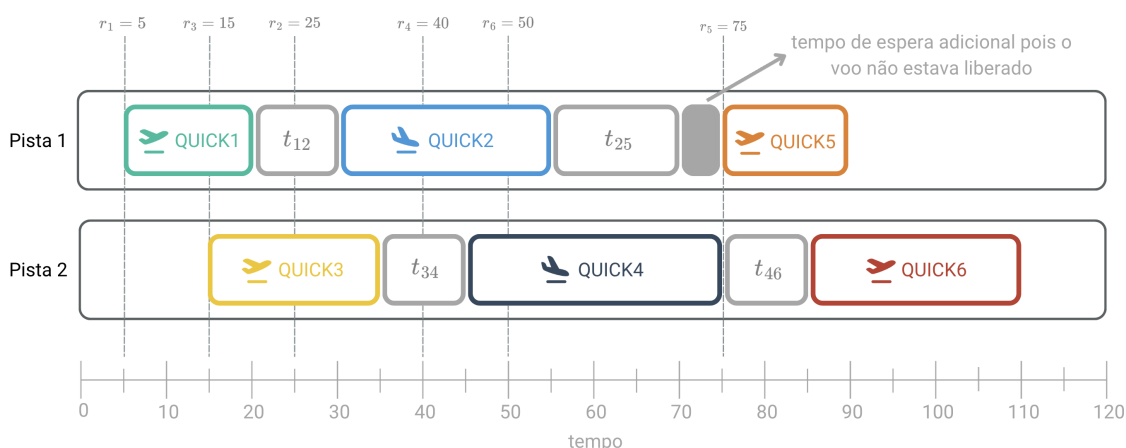 r₁ = 5
r₃ = 15
r₂ = 25
r₄ = 40
r₆ = 50
r₅ = 75
tempo de espera adicional pois o
voo não estava liberado
Pista 1
QUICK1
t₁₂
QUICK2
t₂₅
QUICK5
Pista 2
QUICK3
t₃₄
QUICK4
t₄₆
QUICK6
0 10 20 30 40 50 60 70 80 90 100 110 120
tempo